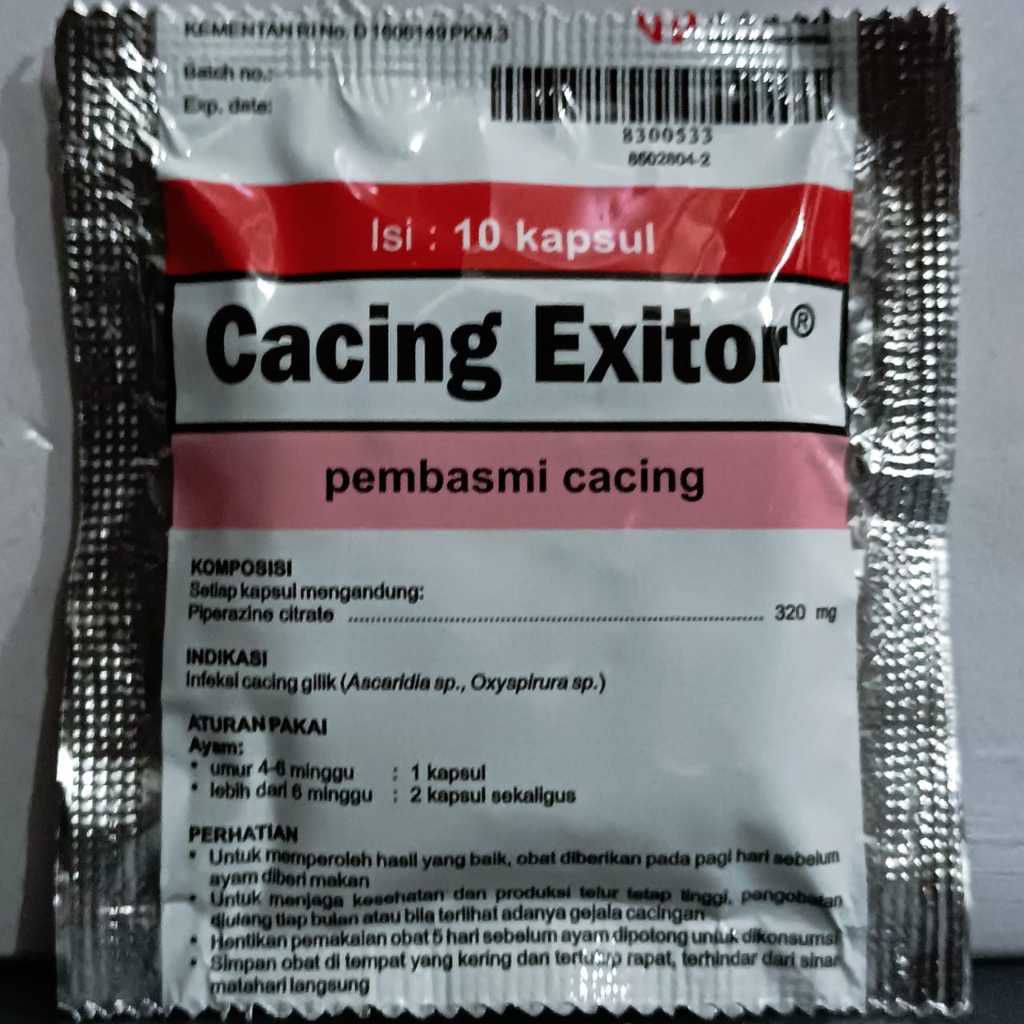 KEMENTAN RI No. D 1606149 PKM.3
Batch no.:
Exp. date:
8300533
8502804-2
Isi : 10 kapsul
Cacing Exitor®
pembasmi cacing
KOMPOSISI
Setiap kapsul mengandung:
Piperazine citrate ........................................................................ 320 mg
INDIKASI
Infeksi cacing gilik (Ascaridia sp., Oxyspirura sp.)
ATURAN PAKAI
Ayam:
• umur 4-6 minggu : 1 kapsul
• lebih dari 6 minggu : 2 kapsul sekaligus
PERHATIAN
• Untuk memperoleh hasil yang baik, obat diberikan pada pagi hari sebelum
ayam diberi makan
• Untuk menjaga kesehatan dan produksi telur tetap tinggi, pengobatan
diulang tiap bulan atau bila terlihat adanya gejala cacingan
• Hentikan pemakaian obat 5 hari sebelum ayam dipotong untuk dikonsumsi
• Simpan obat di tempat yang kering dan tertutup rapat, terhindar dari sinar
matahari langsung